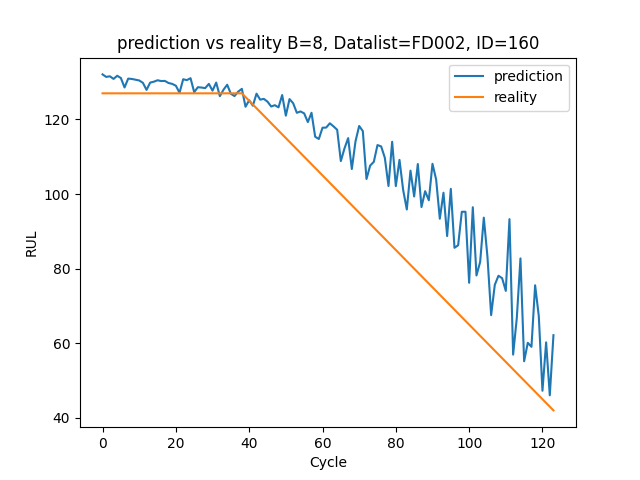 prediction vs reality B=8, Datalist=FD002, ID=160
prediction
reality
RUL
120
100
80
60
40
0 20 40 60 80 100 120
Cycle